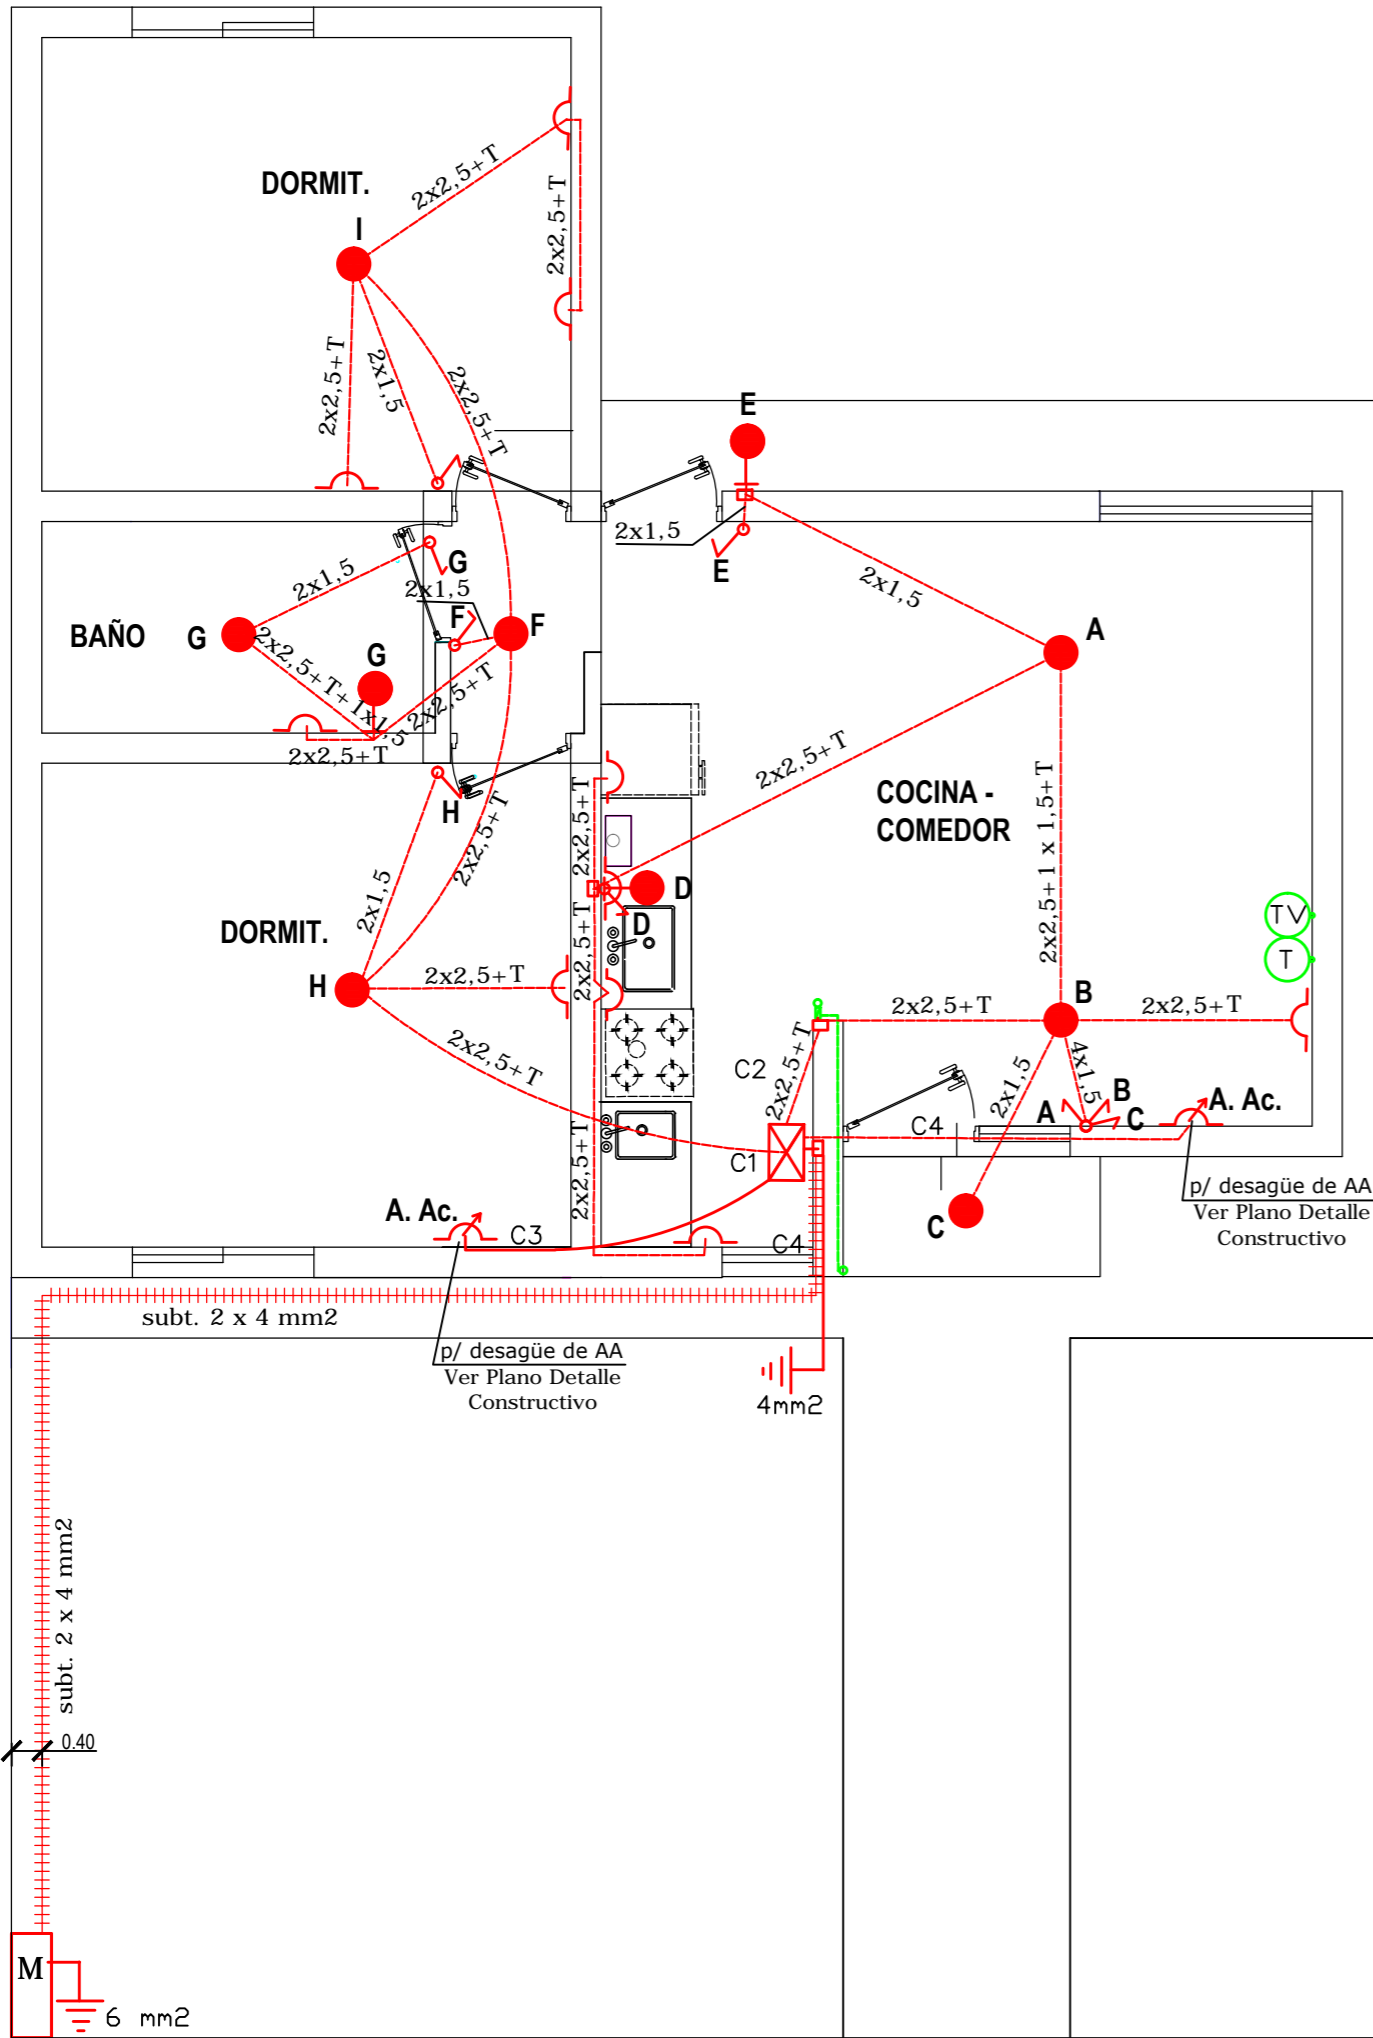 2x2,5+T
DORMIT.
I
2x2,5+T
2x2,5+T
2x1,5
2x2,5+T
E
2x1,5
E
2x1,5
G
2x1,5
2x1,5
F
F
A
BAÑO
G
G
2x2,5+T+1x1,5
2x2,5+T
2x2,5+T
H
2x2,5+T
2x1,5
2x2,5+T
2x2,5+T
COCINA -
COMEDOR
2x2,5+1 x 1,5+T
D
D
2x2,5+T
DORMIT.
H
2x2,5+T
TV
T
B
2x2,5+T
2x2,5+T
2x2,5+T
C2
2x2,5+T
2x1,5
4x1,5
A
B
C
A. Ac.
C4
C1
2x2,5+T
A. Ac.
C3
C4
C
p/ desagüe de AA
Ver Plano Detalle
Constructivo
subt. 2 x 4 mm2
p/ desagüe de AA
Ver Plano Detalle
Constructivo
4mm2
subt. 2 x 4 mm2
0.40
M
6 mm2